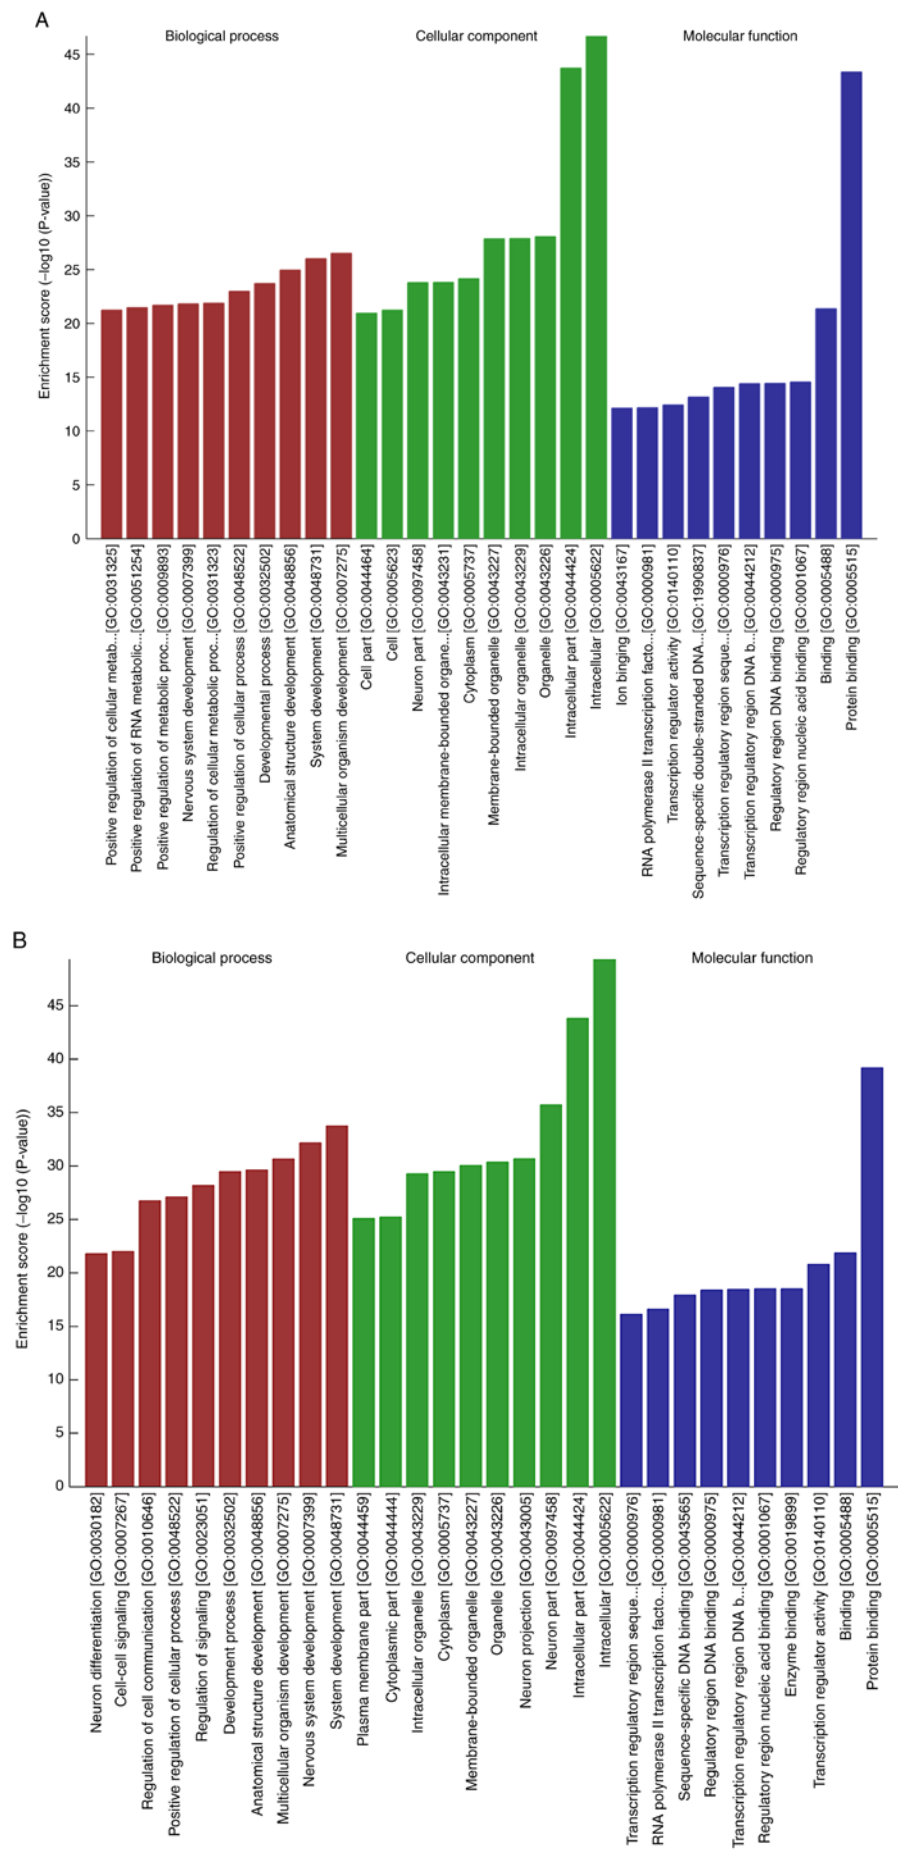 A
Biological process
Cellular component
Molecular function
Enrichment score (−log10 (P-value))
45
40
35
30
25
20
15
10
5
0
Positive regulation of cellular metab...[GO:0031325]
Positive regulation of RNA metabolic...[GO:0051254]
Positive regulation of metabolic proc...[GO:0009893]
Nervous system development [GO:0007399]
Regulation of cellular metabolic proc...[GO:0031323]
Positive regulation of cellular process [GO:0048522]
Developmental process [GO:0032502]
Anatomical structure development [GO:0048856]
System development [GO:0048731]
Multicellular organism development [GO:0007275]
Cell part [GO:0044464]
Cell [GO:0005623]
Neuron part [GO:0097458]
Intracellular membrane-bounded organe...[GO:0043231]
Cytoplasm [GO:0005737]
Membrane-bounded organelle [GO:0043227]
Intracellular organelle [GO:0043229]
Organelle [GO:0043226]
Intracellular part [GO:0044424]
Intracellular [GO:0005622]
Ion binging [GO:0043167]
RNA polymerase II transcription facto...[GO:0000981]
Transcription regulator activity [GO:0140110]
Sequence-specific double-stranded DNA...[GO:1990837]
Transcription regulatory region seque...[GO:0000976]
Transcription regulatory region DNA b...[GO:0044212]
Regulatory region DNA binding [GO:0000975]
Regulatory region nucleic acid binding [GO:0001067]
Binding [GO:0005488]
Protein binding [GO:0005515]
B
Biological process
Cellular component
Molecular function
Enrichment score (−log10 (P-value))
45
40
35
30
25
20
15
10
5
0
Neuron differentiation [GO:0030182]
Cell-cell signaling [GO:0007267]
Regulation of cell communication [GO:0010646]
Positive regulation of cellular process [GO:0048522]
Regulation of signaling [GO:0023051]
Development process [GO:0032502]
Anatomical structure development [GO:0048856]
Multicellular organism development [GO:0007275]
Nervous system development [GO:0007399]
System development [GO:0048731]
Plasma membrane part [GO:0044459]
Cytoplasmic part [GO:0044444]
Intracellular organelle [GO:0043229]
Cytoplasm [GO:0005737]
Membrane-bounded organelle [GO:0043227]
Organelle [GO:0043226]
Neuron projection [GO:0043005]
Neuron part [GO:0097458]
Intracellular part [GO:0044424]
Intracellular [GO:0005622]
Transcription regulatory region seque...[GO:0000976]
RNA polymerase II transcription facto...[GO:0000981]
Sequence-specific DNA binding [GO:0043565]
Regulatory region DNA binding [GO:0000975]
Transcription regulatory region DNA b...[GO:0044212]
Regulatory region nucleic acid binding [GO:0001067]
Enzyme binding [GO:0019899]
Transcription regulator activity [GO:0140110]
Binding [GO:0005488]
Protein binding [GO:0005515]